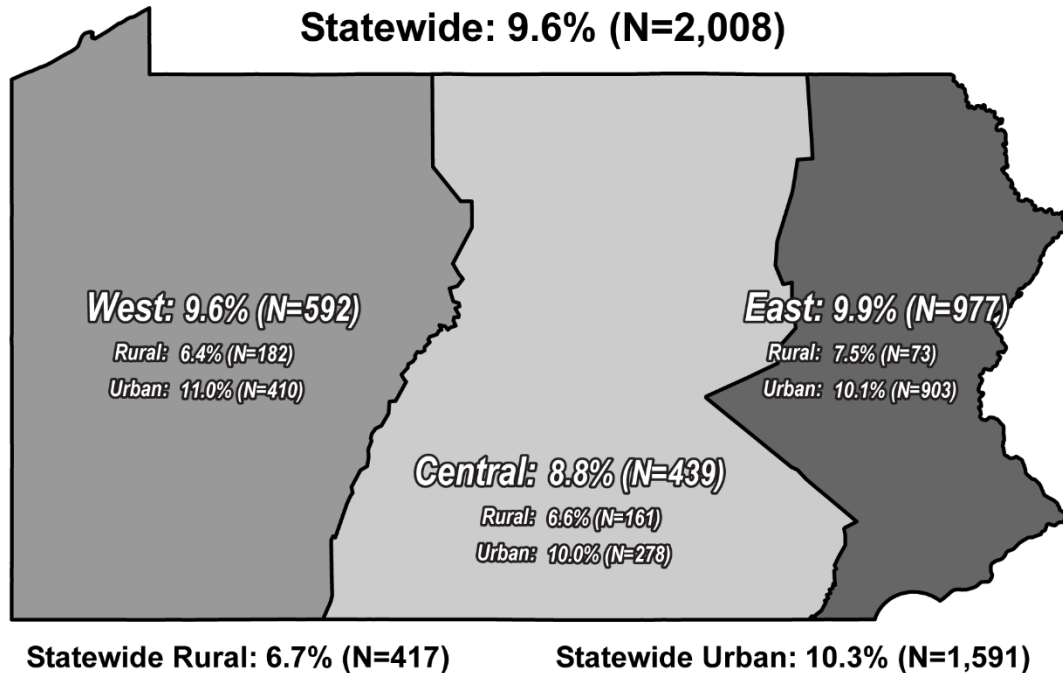 Statewide: 9.6% (N=2,008)
West: 9.6% (N=592)
Rural: 6.4% (N=182)
Urban: 11.0% (N=410)
Central: 8.8% (N=439)
Rural: 6.6% (N=161)
Urban: 10.0% (N=278)
East: 9.9% (N=977)
Rural: 7.5% (N=73)
Urban: 10.1% (N=903)
Statewide Rural: 6.7% (N=417)
Statewide Urban: 10.3% (N=1,591)